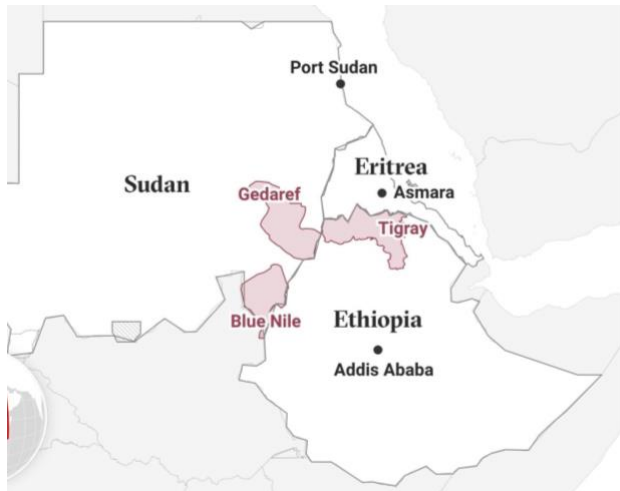 Port Sudan
Eritrea
Sudan
Gedaref
Asmara
Tigray
Blue Nile
Ethiopia
Addis Ababa